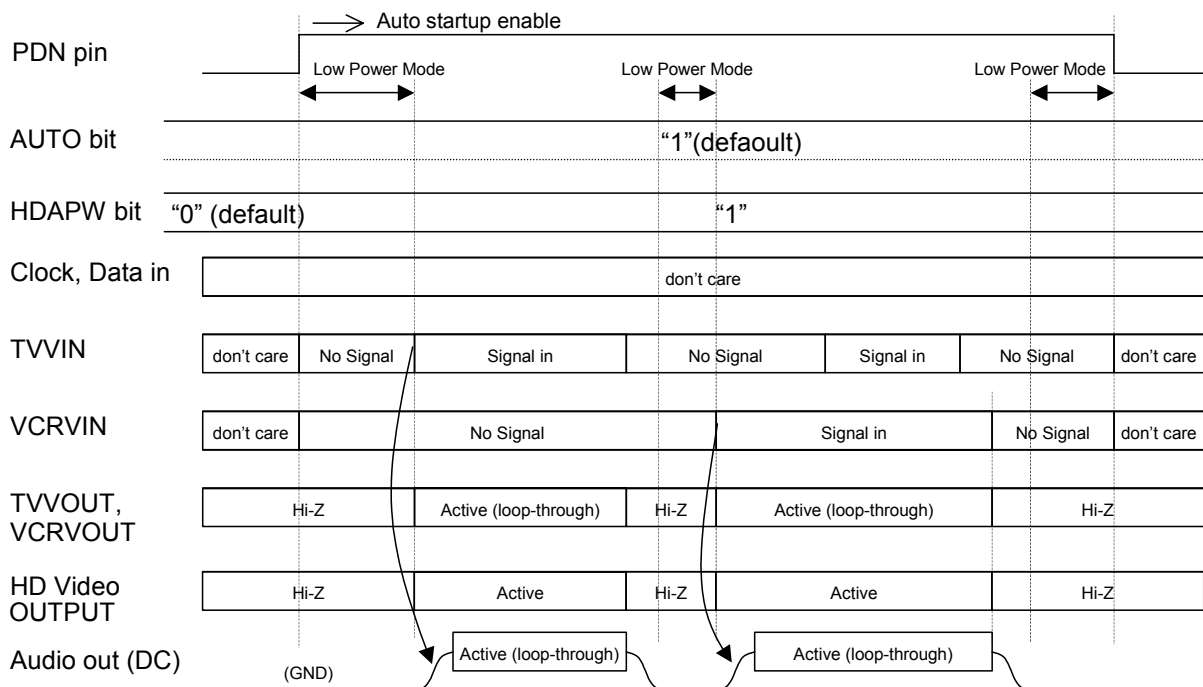 Auto startup enable
PDN pin
Low Power Mode Low Power Mode Low Power Mode
AUTO bit “1”(defaoult)
HDAPW bit “0” (default) “1”
Clock, Data in don’t care
TVVIN don’t care No Signal Signal in No Signal Signal in No Signal don’t care
VCRVIN don’t care No Signal Signal in No Signal don’t care
TVVOUT,
VCRVOUT Hi-Z Active (loop-through) Hi-Z Active (loop-through) Hi-Z
HD Video
OUTPUT Hi-Z Active Hi-Z Active Hi-Z
Audio out (DC) (GND) Active (loop-through) Active (loop-through)